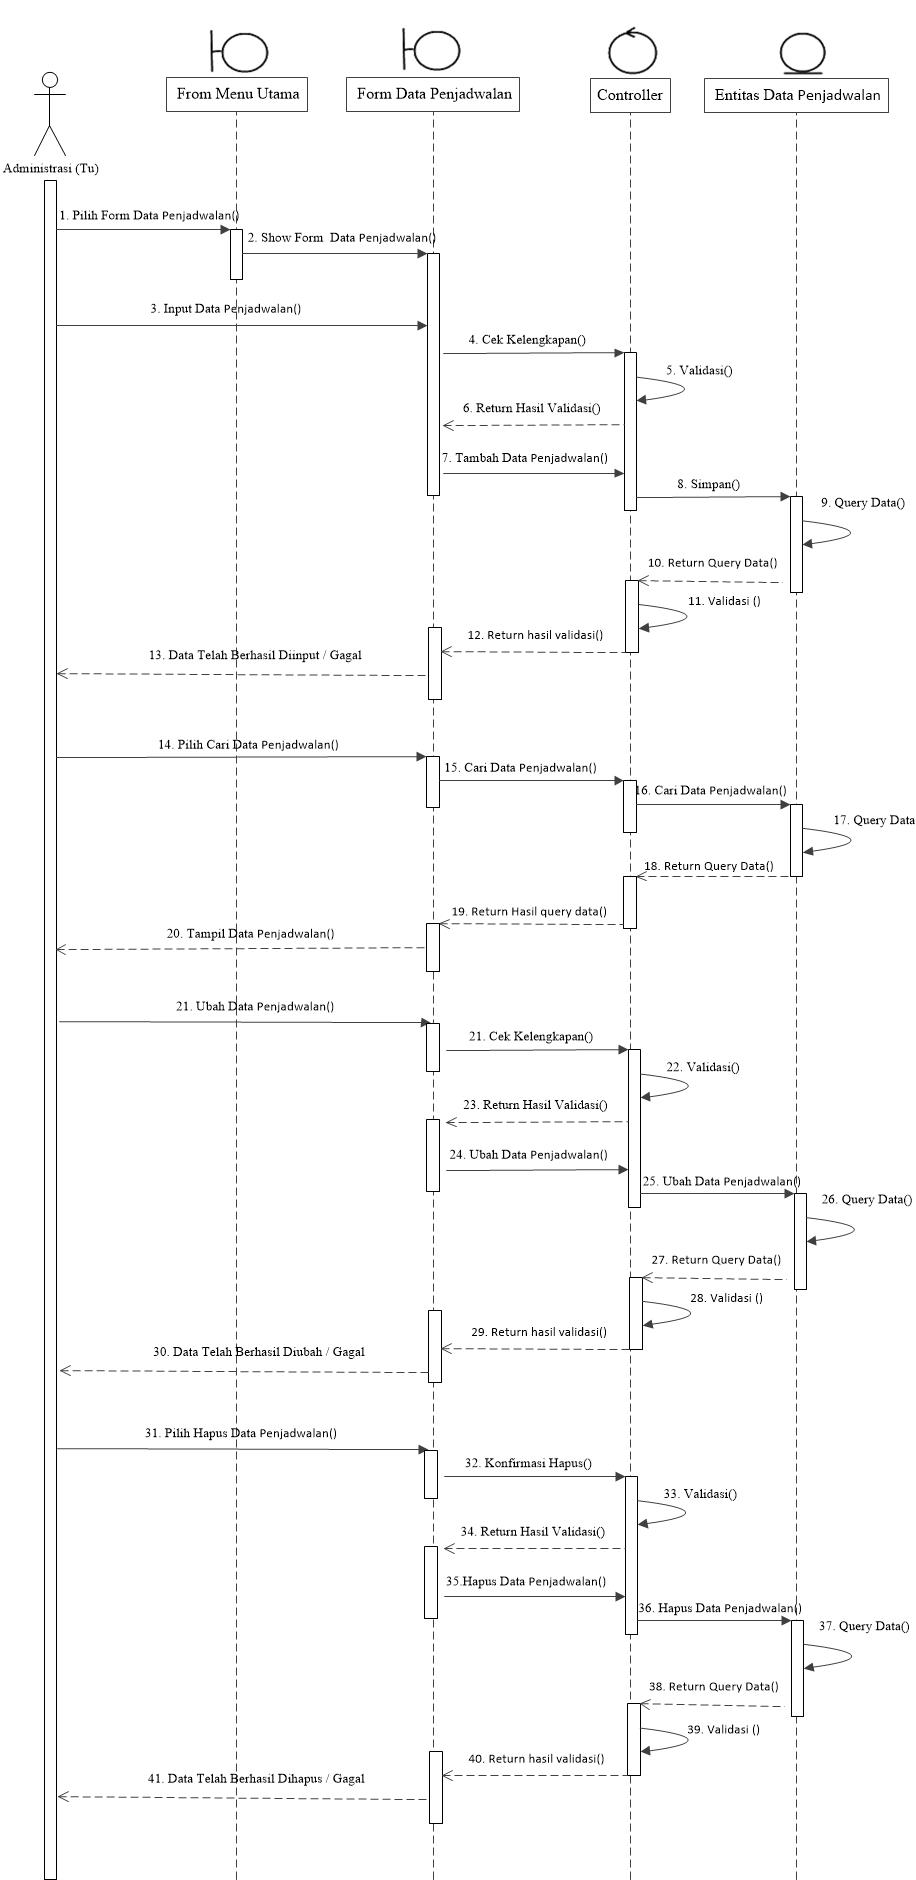 From Menu Utama
Form Data Penjadwalan
Controller
Entitas Data Penjadwalan
Administrasi (Tu)
1. Pilih Form Data Penjadwalan()
2. Show Form  Data Penjadwalan()
3. Input Data Penjadwalan()
4. Cek Kelengkapan()
5. Validasi()
6. Return Hasil Validasi()
7. Tambah Data Penjadwalan()
8. Simpan()
9. Query Data()
10. Return Query Data()
11. Validasi ()
12. Return hasil validasi()
13. Data Telah Berhasil Diinput / Gagal
14. Pilih Cari Data Penjadwalan()
15. Cari Data Penjadwalan()
16. Cari Data Penjadwalan()
17. Query Data
18. Return Query Data()
19. Return Hasil query data()
20. Tampil Data Penjadwalan()
21. Ubah Data Penjadwalan()
21. Cek Kelengkapan()
22. Validasi()
23. Return Hasil Validasi()
24. Ubah Data Penjadwalan()
25. Ubah Data Penjadwalan()
26. Query Data()
27. Return Query Data()
28. Validasi ()
29. Return hasil validasi()
30. Data Telah Berhasil Diubah / Gagal
31. Pilih Hapus Data Penjadwalan()
32. Konfirmasi Hapus()
33. Validasi()
34. Return Hasil Validasi()
35.Hapus Data Penjadwalan()
36. Hapus Data Penjadwalan()
37. Query Data()
38. Return Query Data()
39. Validasi ()
40. Return hasil validasi()
41. Data Telah Berhasil Dihapus / Gagal